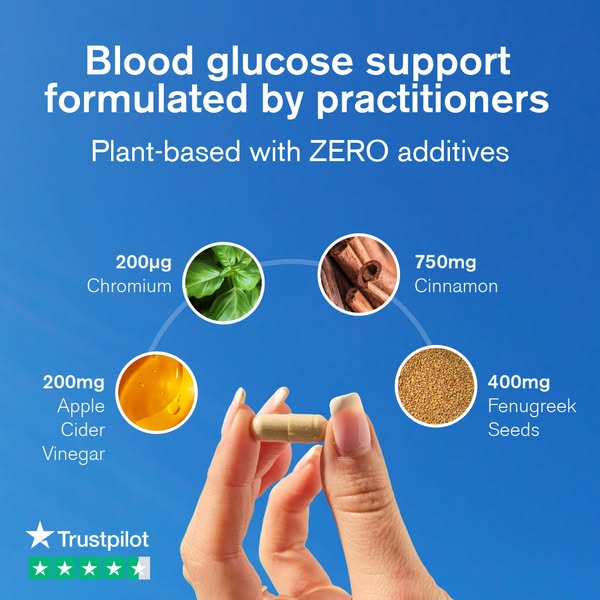 Blood glucose support
formulated by practitioners
Plant-based with ZERO additives
200µg
Chromium
750mg
Cinnamon
200mg
Apple
Cider
Vinegar
400mg
Fenugreek
Seeds
Trustpilot